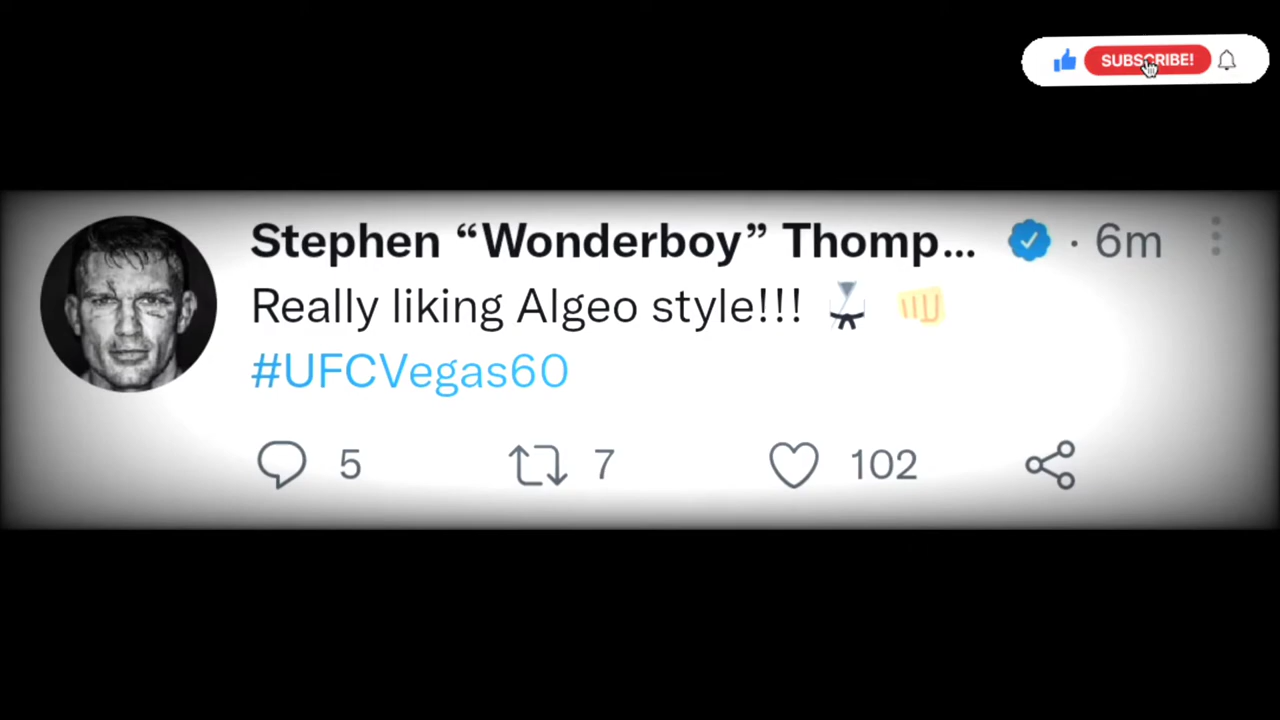 SUBSCRIBE!
Stephen “Wonderboy” Thomp... · 6m
Really liking Algeo style!!! 🥋 👊
#UFCVegas60
5 7 102